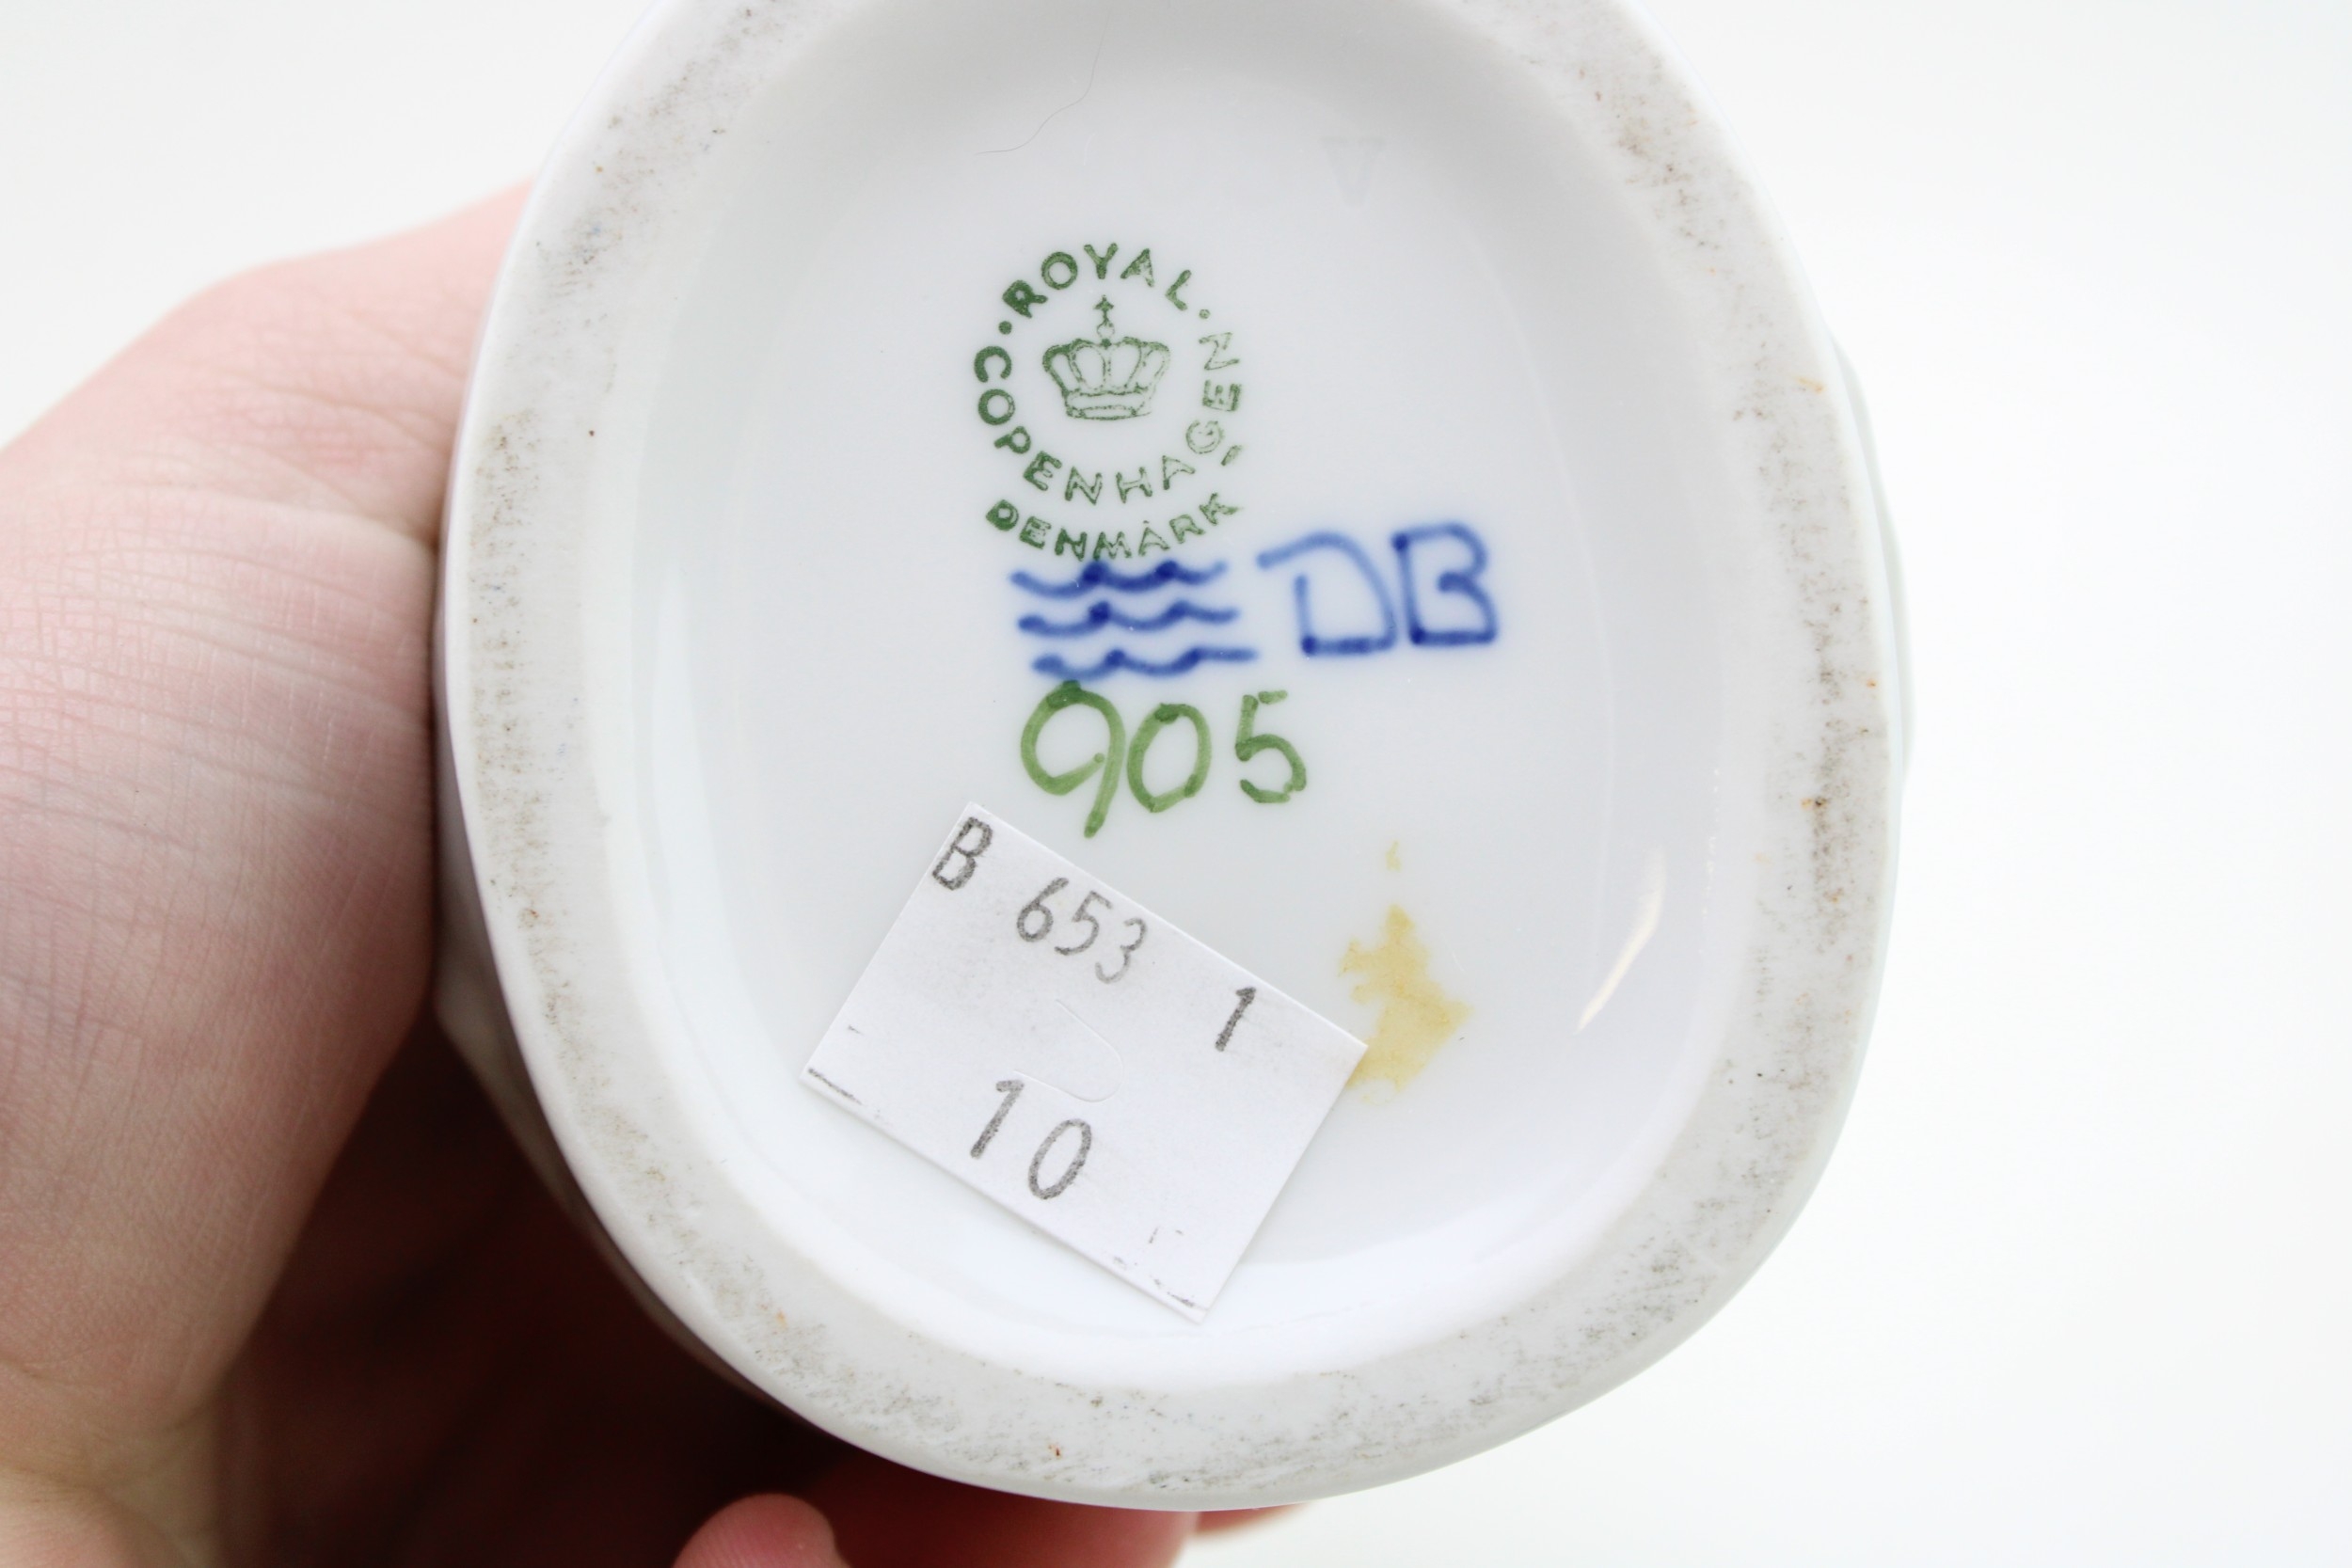 V
ROYAL
COPENHAGEN
DENMARK
DB
905
B 653 1
10